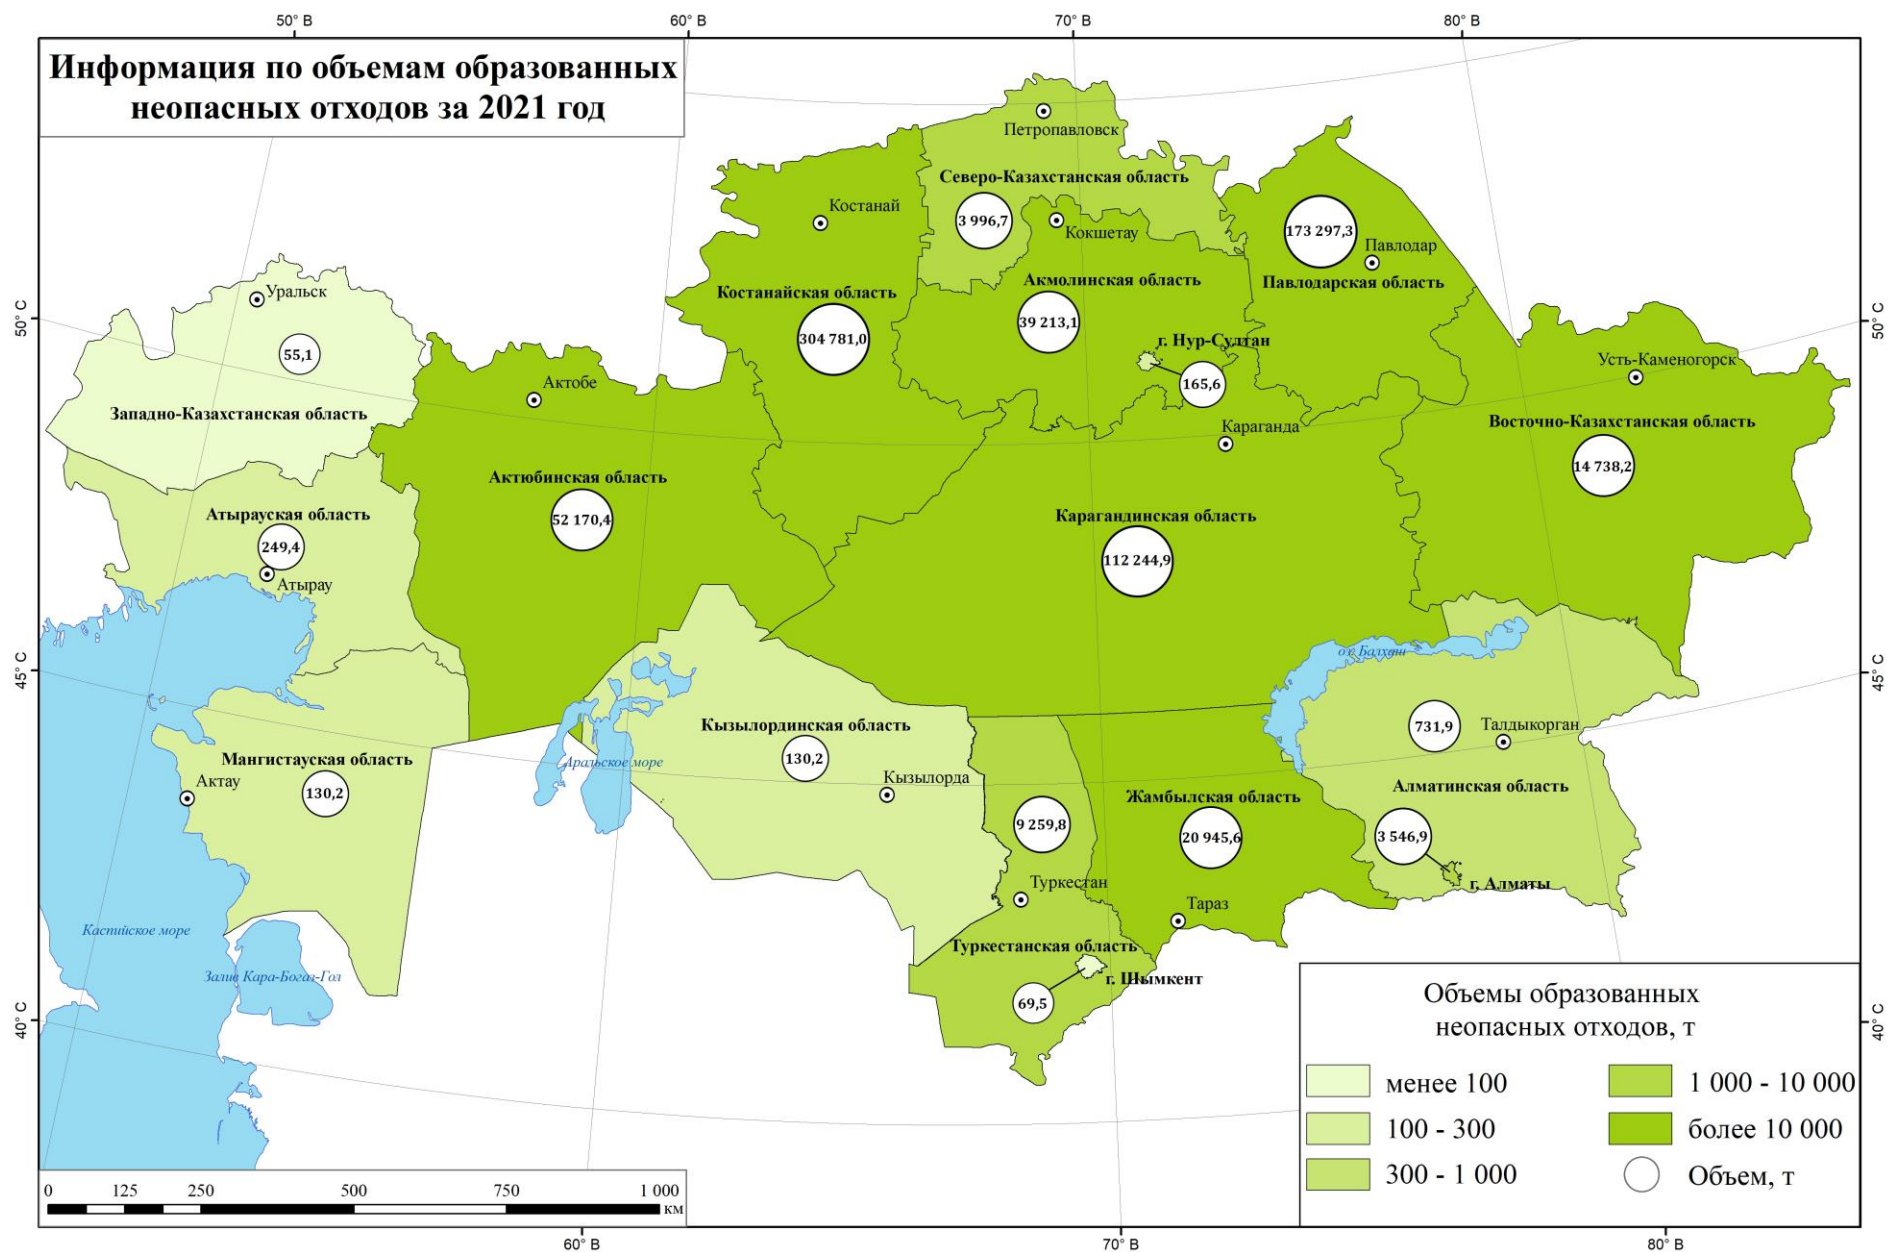 50° В
60° В
70° В
80° В
Информация по объемам образованных
неопасных отходов за 2021 год
Петропавловск
Северо-Казахстанская область
3 996,7
Костанай
Кокшетау
173 297,3
Павлодар
Павлодарская область
Акмолинская область
Костанайская область
39 213,1
304 781,0
г. Нур-Султан
165,6
Уральск
55,1
Западно-Казахстанская область
50° С
50° С
Актобе
Усть-Каменогорск
Караганда
Восточно-Казахстанская область
14 738,2
Актюбинская область
52 170,4
Атырауская область
249,4
Атырау
Карагандинская область
112 244,9
45° С
45° С
оз. Балхаш
Кызылординская область
130,2
Аральское море
Кызылорда
731,9
Талдыкорган
Мангистауская область
Актау
130,2
Алматинская область
Жамбылская область
9 259,8
20 945,6
3 546,9
г. Алматы
Туркестан
Тараз
Каспийское море
Залив Кара-Богаз-Гол
Туркестанская область
г. Шымкент
69,5
40° С
40° С
Объемы образованных
неопасных отходов, т
менее 100
1 000 - 10 000
100 - 300
более 10 000
300 - 1 000
Объем, т
0 125 250 500 750 1 000
км
60° В
70° В
80° В